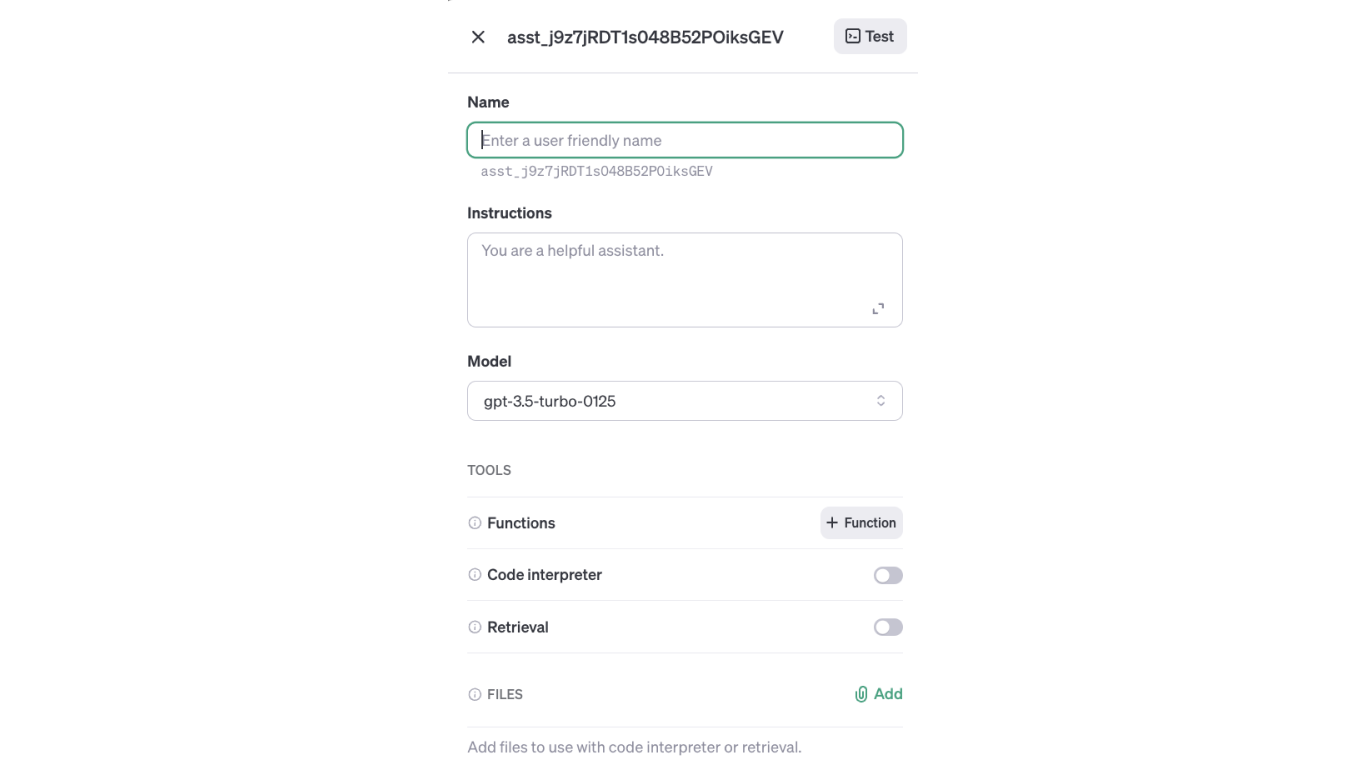 asst_j9z7jRDT1s048B52POiksGEV
Test
Name
Enter a user friendly name
asst_j9z7jRDT1sO48B52POiksGEV
Instructions
You are a helpful assistant.
Model
gpt-3.5-turbo-0125
TOOLS
Functions
Function
Code interpreter
Retrieval
FILES
Add
Add files to use with code interpreter or retrieval.